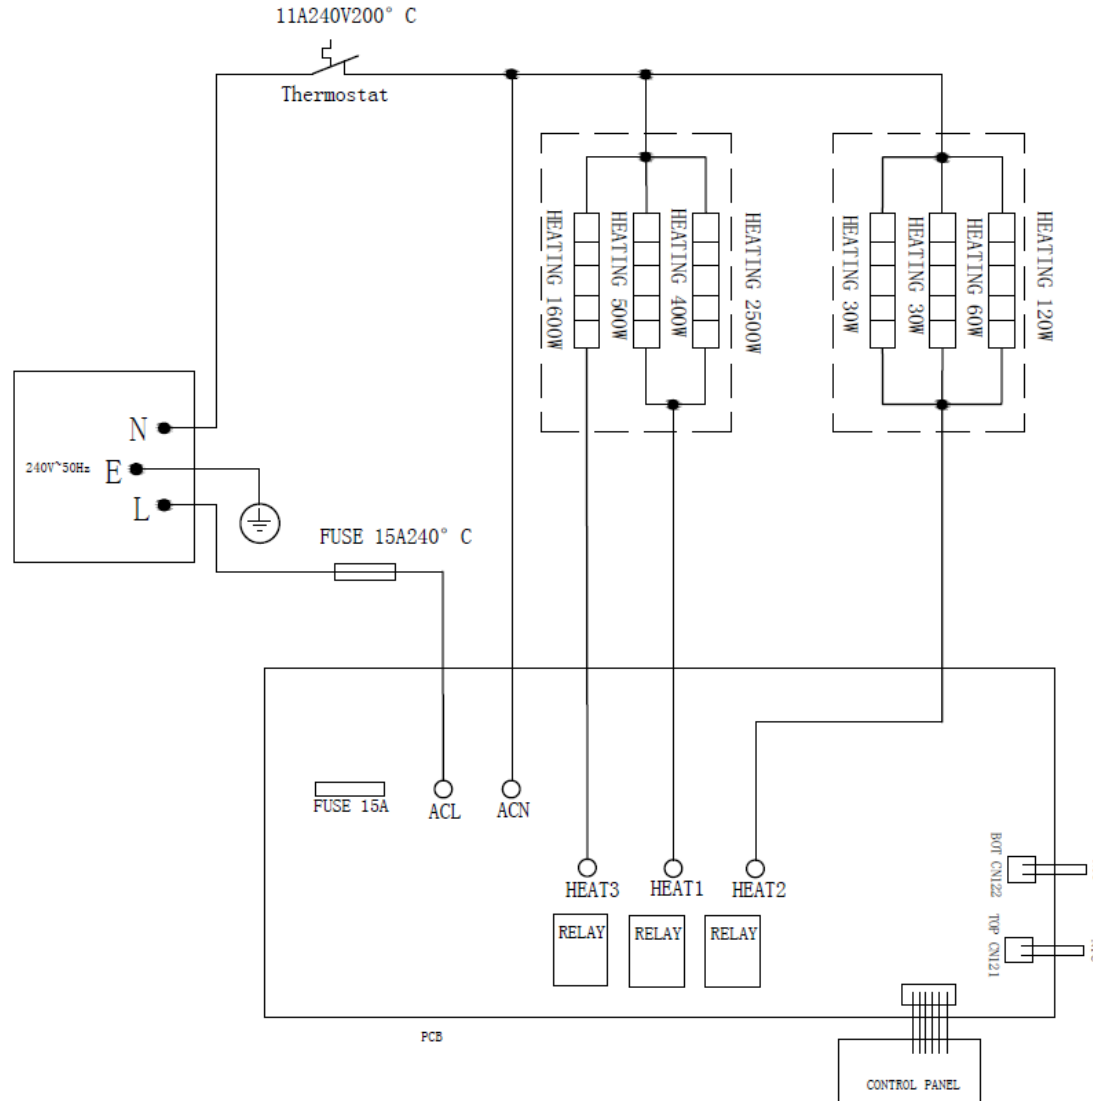 11A240V200° C
Thermostat
HEATING 1600W
HEATING 500W
HEATING 400W
HEATING 2500W
HEATING 30W
HEATING 30W
HEATING 60W
HEATING 120W
N
240V~50Hz
E
L
FUSE 15A240° C
FUSE 15A
ACL
ACN
HEAT3
HEAT1
HEAT2
RELAY
RELAY
RELAY
BOT CN122
TOP CN121
PCB
CONTROL PANEL